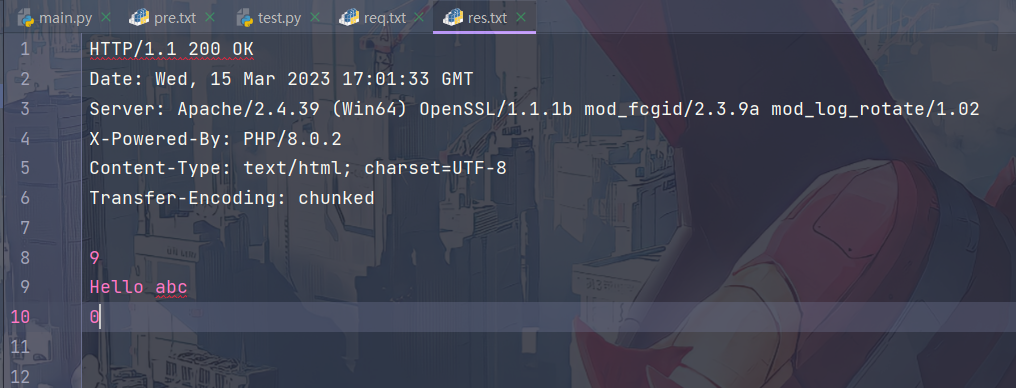 main.py pre.txt test.py req.txt res.txt
1 HTTP/1.1 200 OK
2 Date: Wed, 15 Mar 2023 17:01:33 GMT
3 Server: Apache/2.4.39 (Win64) OpenSSL/1.1.1b mod_fcgid/2.3.9a mod_log_rotate/1.02
4 X-Powered-By: PHP/8.0.2
5 Content-Type: text/html; charset=UTF-8
6 Transfer-Encoding: chunked
7
8 9
9 Hello abc
10 0
11
12